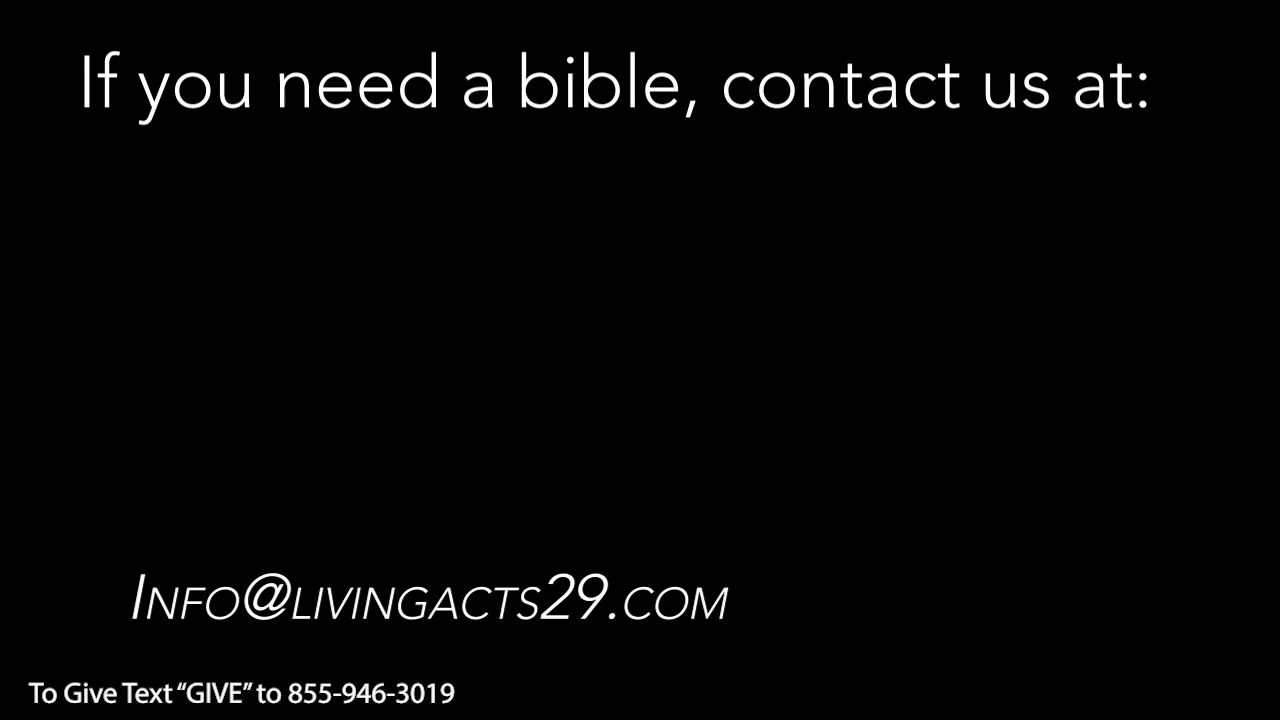 If you need a bible, contact us at:
Info@livingacts29.com
To Give Text “GIVE” to 855-946-3019